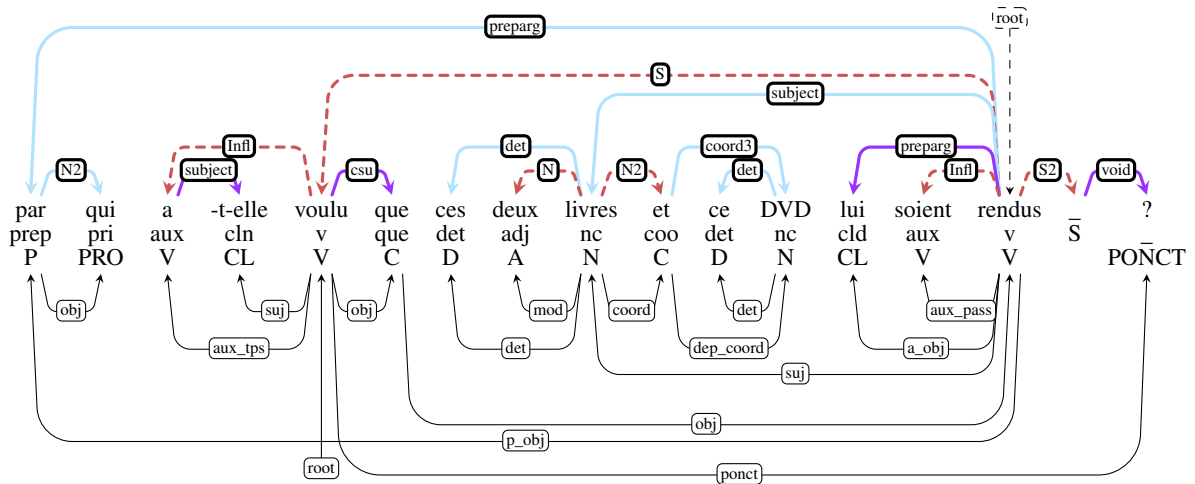 preparg root
S
subject
Infl det coord3 preparg
N2 subject csu N N2 det Infl S2 void
par qui a -t-elle voulu que ces deux livres et ce DVD lui soient rendus _ ?
prep pri aux cln v que det adj nc coo det nc cld aux v S _
P PRO V CL V C D A N C D N CL V V PONCT
obj suj obj mod coord det aux_pass
aux_tps det dep_coord a_obj
suj
obj
p_obj
root ponct